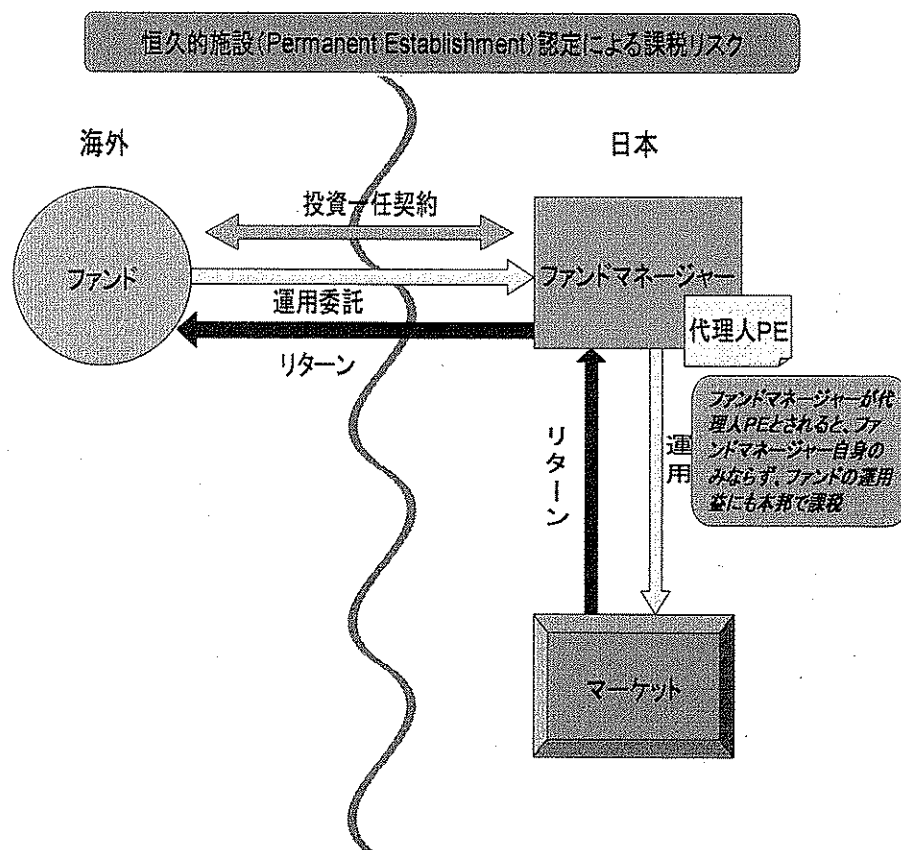 恒久的施設（Permanent Establishment）認定による課税リスク
海外
日本
投資一任契約
ファンド
ファンドマネージャー
運用委託
代理人PE
リターン
ファンドマネージャーが代
理人PEとされると、ファ
ンドマネージャー自身の
みならず、ファンドの運用
益にも本邦で課税
リターン
運用
マーケット